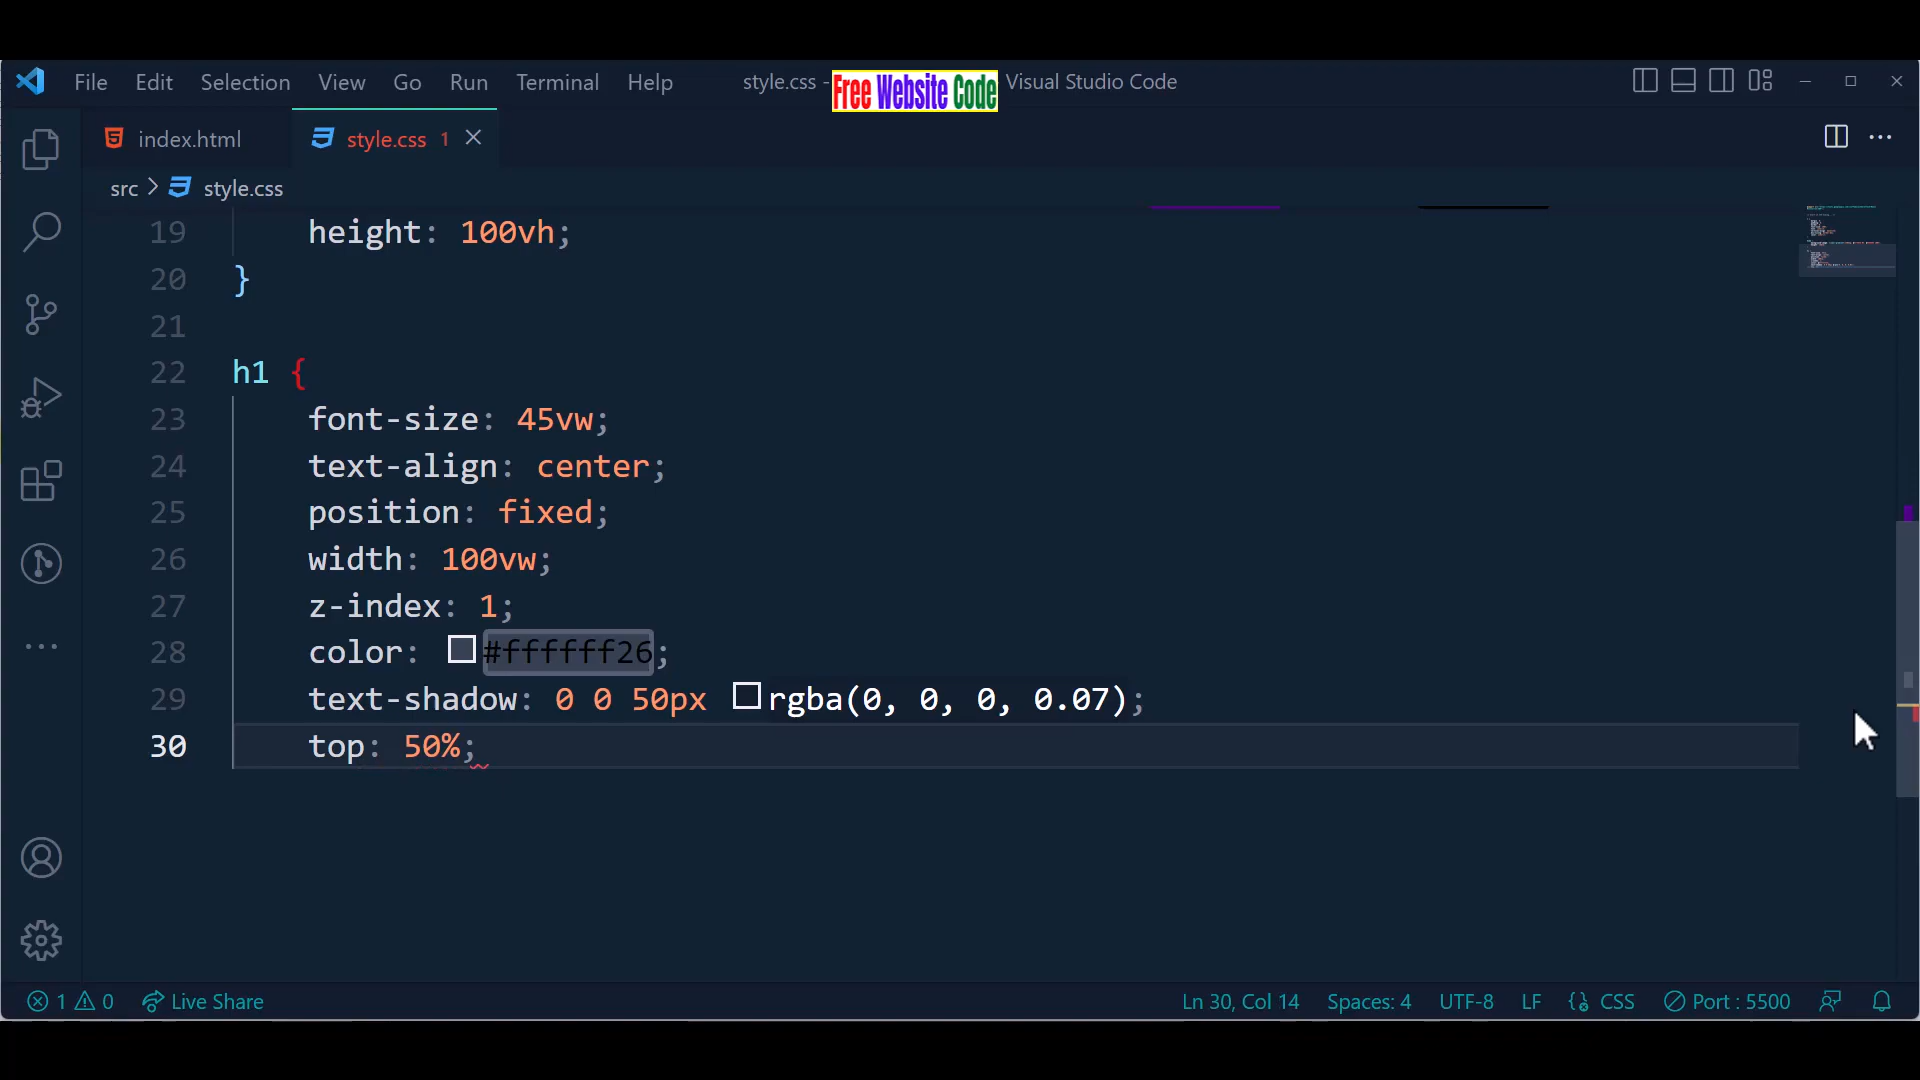 File Edit Selection View Go Run Terminal Help style.css - Free Website Code Visual Studio Code
index.html style.css 1
src > style.css
19 height: 100vh;
20 }
21
22 h1 {
23 font-size: 45vw;
24 text-align: center;
25 position: fixed;
26 width: 100vw;
27 z-index: 1;
28 color: #ffffff26;
29 text-shadow: 0 0 50px rgba(0, 0, 0, 0.07);
30 top: 50%;
1 0 Live Share Ln 30, Col 14 Spaces: 4 UTF-8 LF CSS Port : 5500